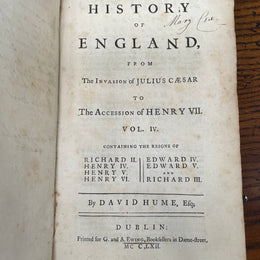 HISTORY
OF
ENGLAND,
FROM
The INVASION of JULIUS CÆSAR
TO
The ACCESSION of HENRY VII.
VOL. IV.
CONTAINING THE REIGNS OF
RICHARD II. EDWARD IV.
HENRY IV. EDWARD V.
HENRY V. AND
HENRY VI. RICHARD III.
By DAVID HUME, Esq;
DUBLIN:
Printed for G. and A. EWING, Booksellers in Dame-street,